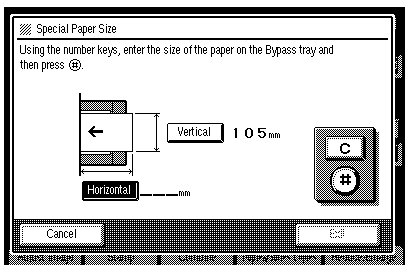 Special Paper Size
Using the number keys, enter the size of the paper on the Bypass tray and
then press #.
Vertical 105mm
C
#
Horizontal ____mm
Cancel